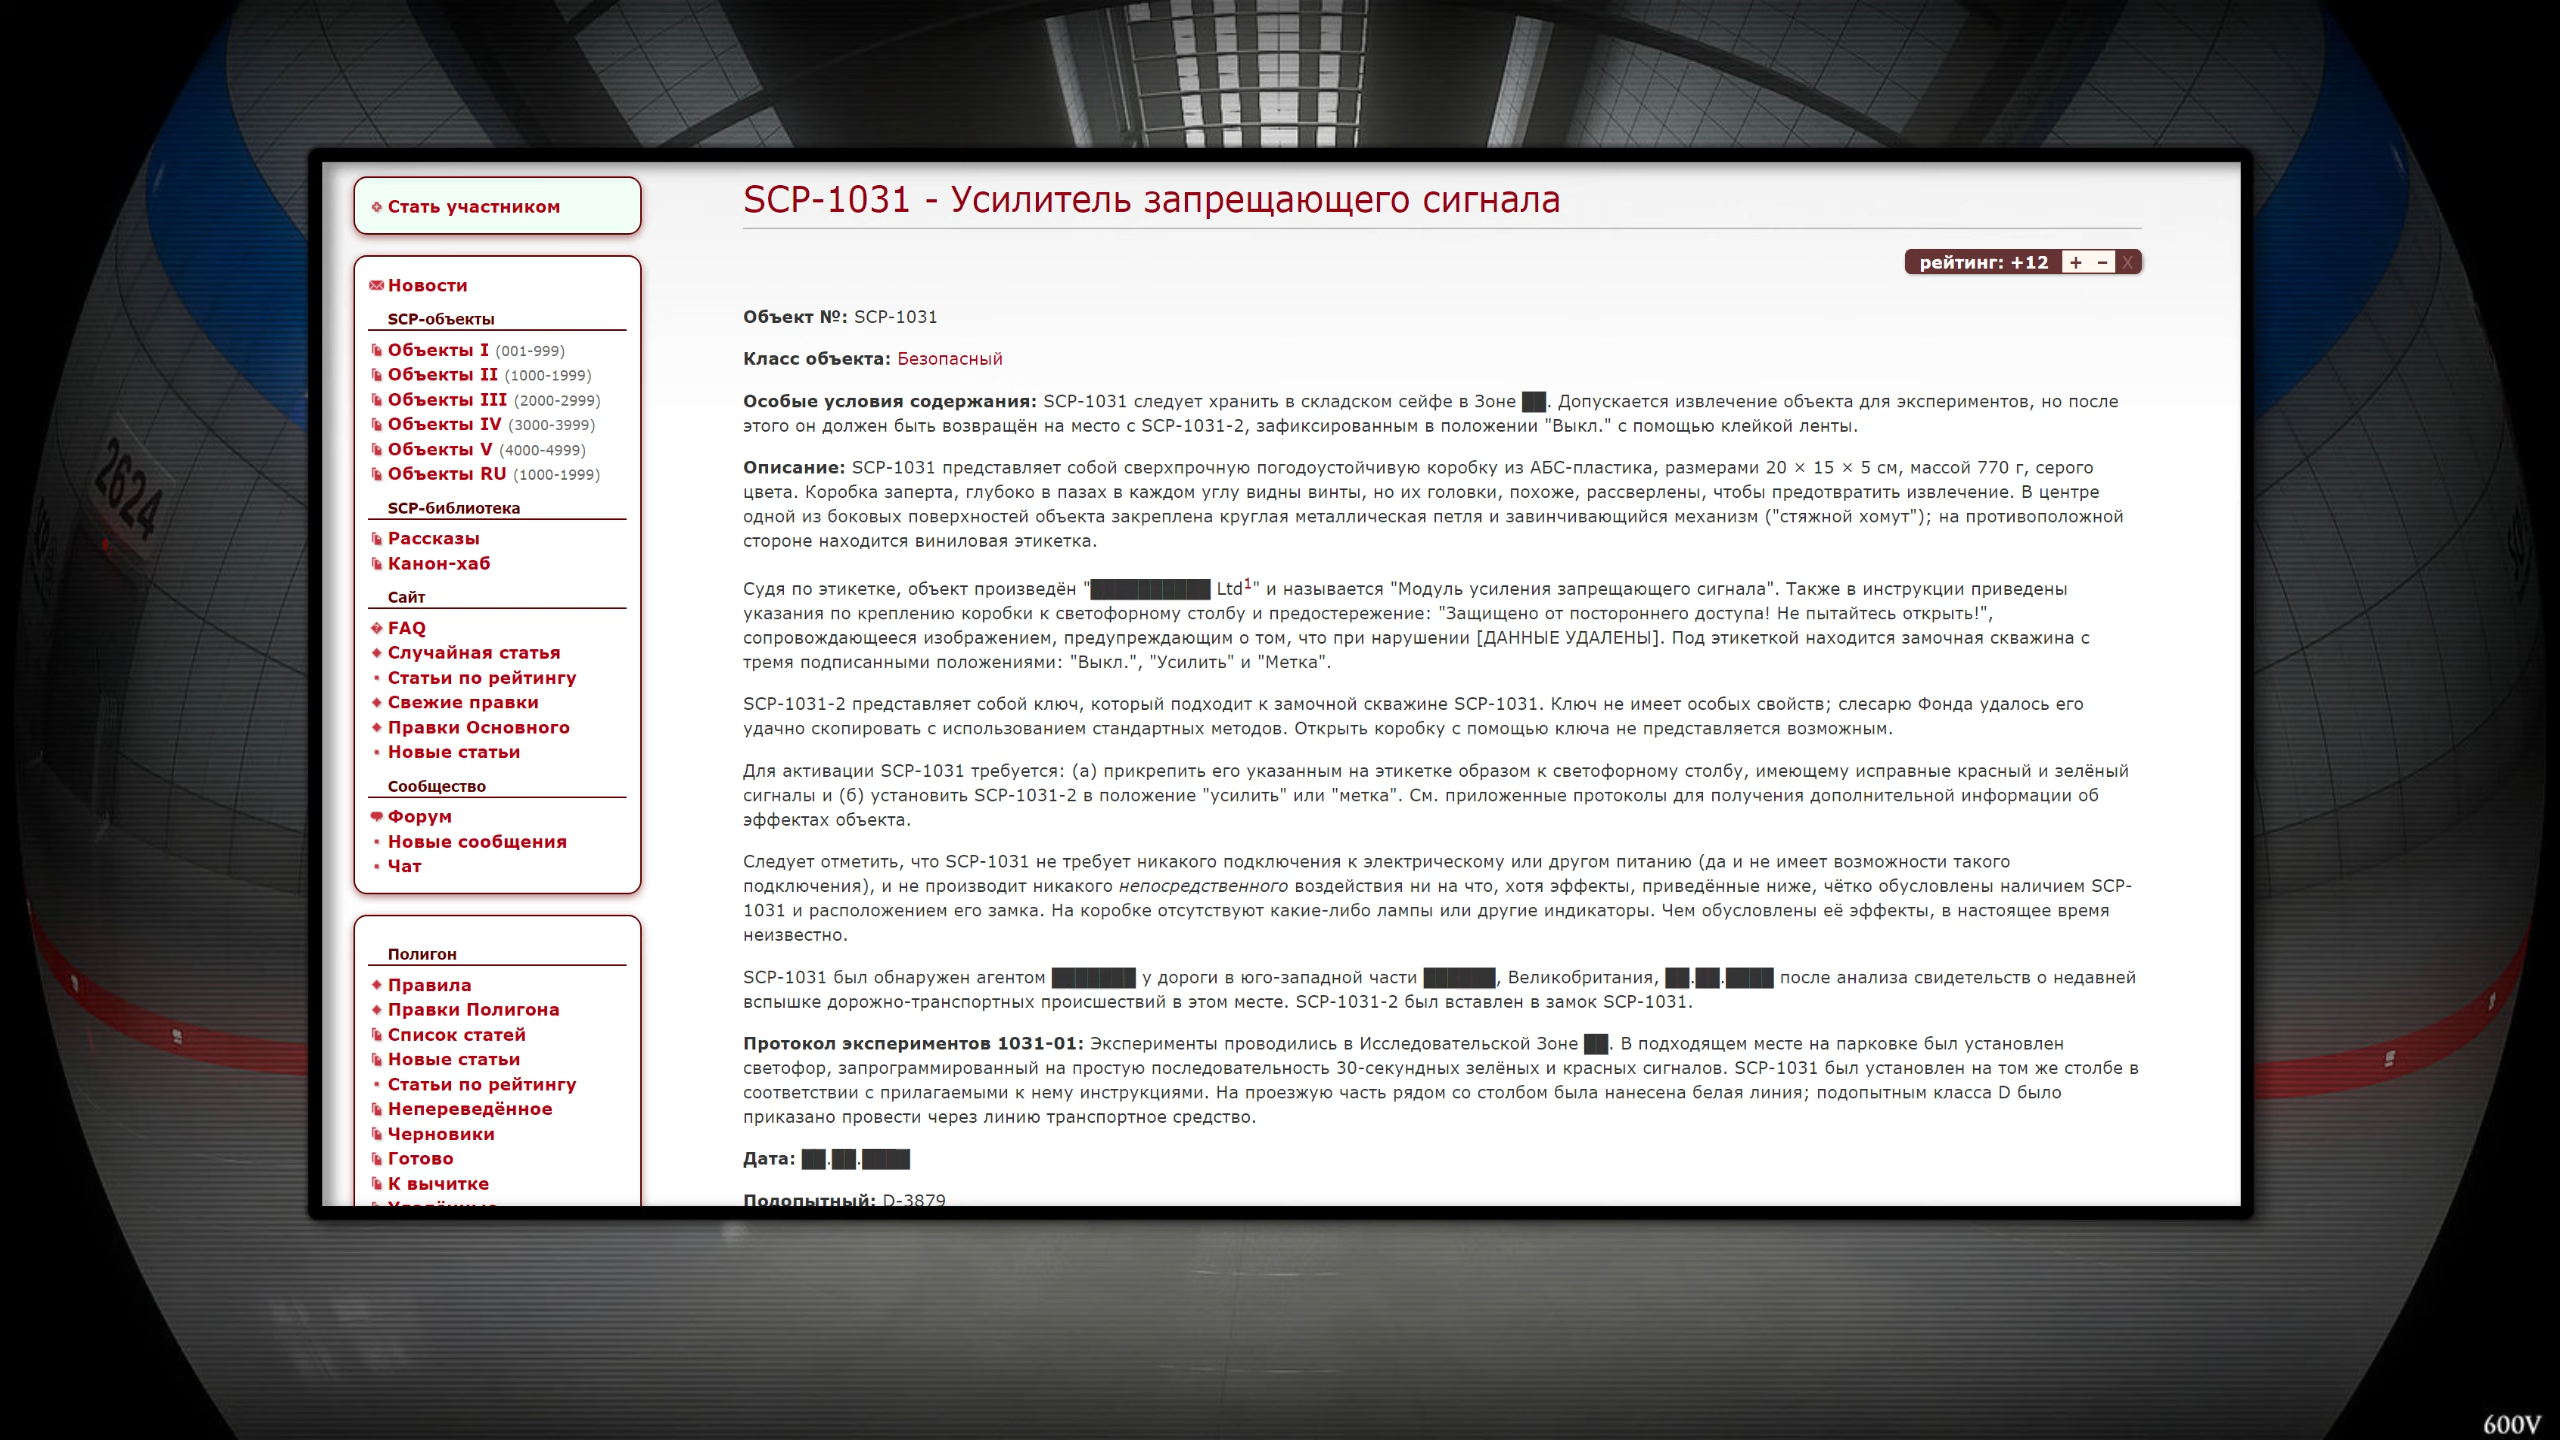 Стать участником
Новости
SCP-объекты
Объекты I (001-999)
Объекты II (1000-1999)
Объекты III (2000-2999)
Объекты IV (3000-3999)
Объекты V (4000-4999)
Объекты RU (1000-1999)
SCP-библиотека
Рассказы
Канон-хаб
Сайт
FAQ
Случайная статья
Статьи по рейтингу
Свежие правки
Правки Основного
Новые статьи
Сообщество
Форум
Новые сообщения
Чат
Полигон
Правила
Правки Полигона
Список статей
Новые статьи
Статьи по рейтингу
Непереведённое
Черновики
Готово
К вычитке
SCP-1031 - Усилитель запрещающего сигнала
рейтинг: +12 + − X
Объект №: SCP-1031
Класс объекта: Безопасный
Особые условия содержания: SCP-1031 следует хранить в складском сейфе в Зоне ██. Допускается извлечение объекта для экспериментов, но после
этого он должен быть возвращён на место с SCP-1031-2, зафиксированным в положении "Выкл." с помощью клейкой ленты.
Описание: SCP-1031 представляет собой сверхпрочную погодоустойчивую коробку из АБС-пластика, размерами 20 × 15 × 5 см, массой 770 г, серого
цвета. Коробка заперта, глубоко в пазах в каждом углу видны винты, но их головки, похоже, рассверлены, чтобы предотвратить извлечение. В центре
одной из боковых поверхностей объекта закреплена круглая металлическая петля и завинчивающийся механизм ("стяжной хомут"); на противоположной
стороне находится виниловая этикетка.
Судя по этикетке, объект произведён "██████████ Ltd1" и называется "Модуль усиления запрещающего сигнала". Также в инструкции приведены
указания по креплению коробки к светофорному столбу и предостережение: "Защищено от постороннего доступа! Не пытайтесь открыть!",
сопровождающееся изображением, предупреждающим о том, что при нарушении [ДАННЫЕ УДАЛЕНЫ]. Под этикеткой находится замочная скважина с
тремя подписанными положениями: "Выкл.", "Усилить" и "Метка".
SCP-1031-2 представляет собой ключ, который подходит к замочной скважине SCP-1031. Ключ не имеет особых свойств; слесарю Фонда удалось его
удачно скопировать с использованием стандартных методов. Открыть коробку с помощью ключа не представляется возможным.
Для активации SCP-1031 требуется: (а) прикрепить его указанным на этикетке образом к светофорному столбу, имеющему исправные красный и зелёный
сигналы и (б) установить SCP-1031-2 в положение "усилить" или "метка". См. приложенные протоколы для получения дополнительной информации об
эффектах объекта.
Следует отметить, что SCP-1031 не требует никакого подключения к электрическому или другом питанию (да и не имеет возможности такого
подключения), и не производит никакого непосредственного воздействия ни на что, хотя эффекты, приведённые ниже, чётко обусловлены наличием SCP-
1031 и расположением его замка. На коробке отсутствуют какие-либо лампы или другие индикаторы. Чем обусловлены её эффекты, в настоящее время
неизвестно.
SCP-1031 был обнаружен агентом ███████ у дороги в юго-западной части ██████, Великобритания, ██.██.████ после анализа свидетельств о недавней
вспышке дорожно-транспортных происшествий в этом месте. SCP-1031-2 был вставлен в замок SCP-1031.
Протокол экспериментов 1031-01: Эксперименты проводились в Исследовательской Зоне ██. В подходящем месте на парковке был установлен
светофор, запрограммированный на простую последовательность 30-секундных зелёных и красных сигналов. SCP-1031 был установлен на том же столбе в
соответствии с прилагаемыми к нему инструкциями. На проезжую часть рядом со столбом была нанесена белая линия; подопытным класса D было
приказано провести через линию транспортное средство.
Дата: ██.██.████
Подопытный: D-3879
2624
600V